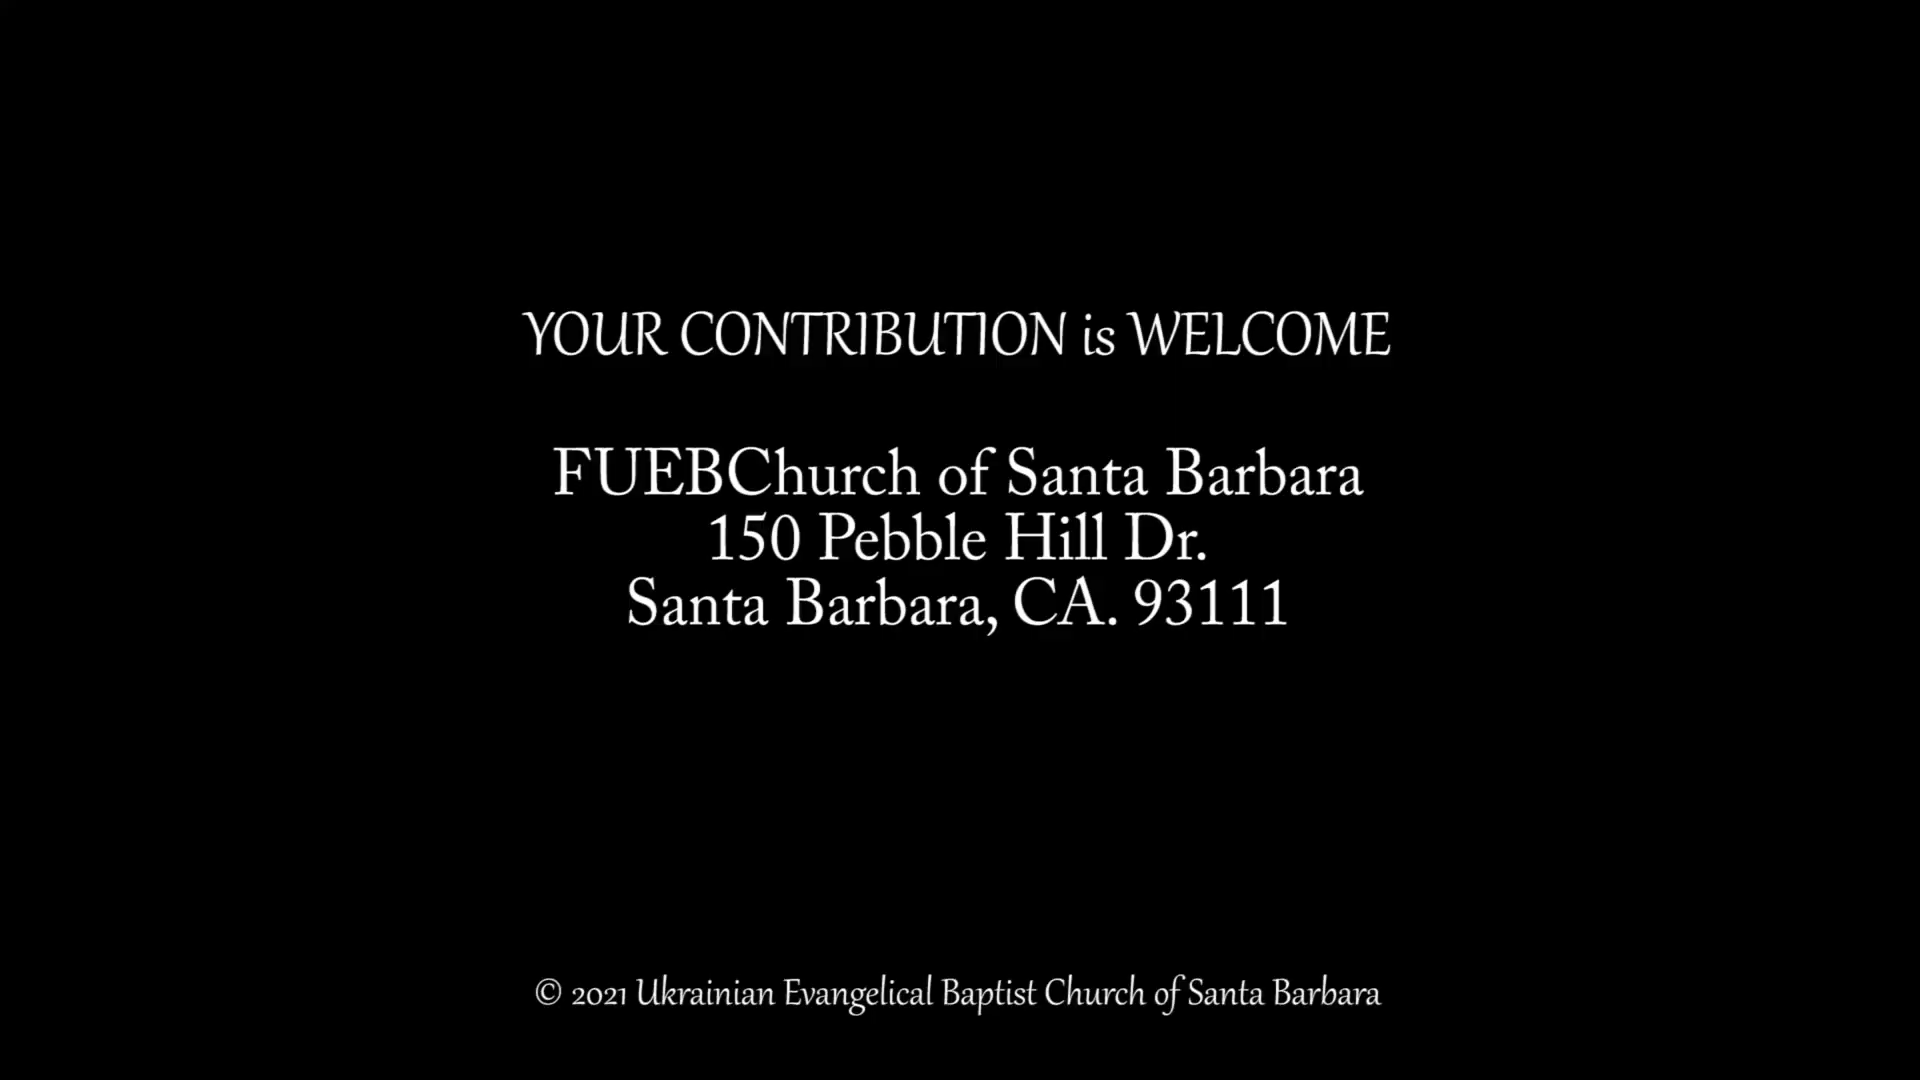 YOUR CONTRIBUTION is WELCOME
FUEBChurch of Santa Barbara
150 Pebble Hill Dr.
Santa Barbara, CA. 93111
© 2021 Ukrainian Evangelical Baptist Church of Santa Barbara